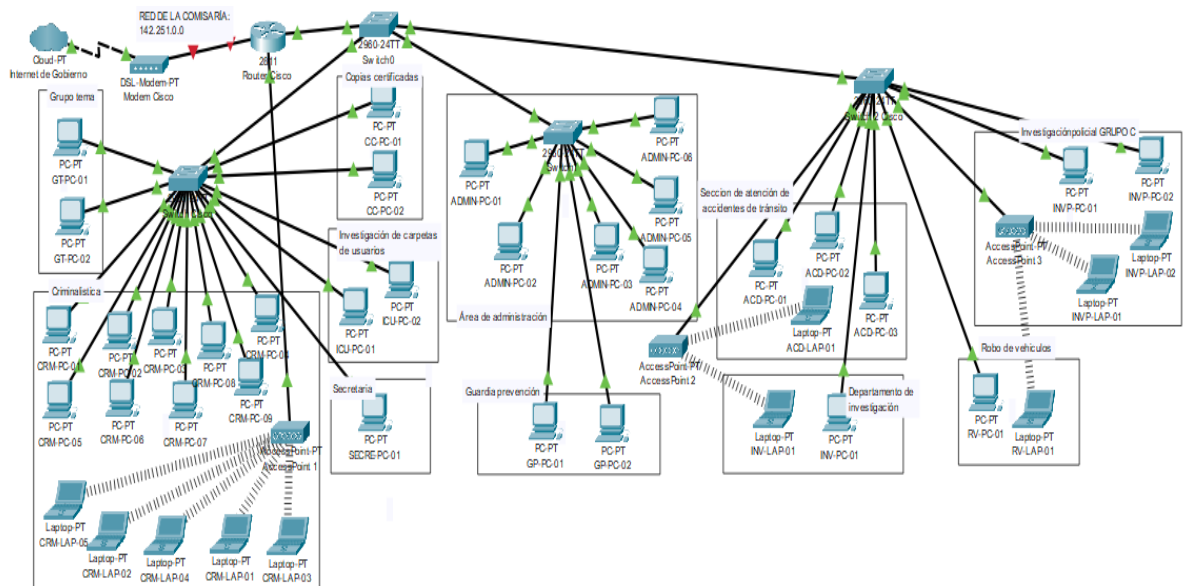 RED DE LA COMISARÍA:
142.251.0.0
Cloud-PT
Internet de Gobierno
DSL-Modem-PT
Modem Cisco
2811
Router Cisco
2960-24TT
Switch0
Grupo tema
PC-PT
GT-PC-01
PC-PT
GT-PC-02
Copias certificadas
PC-PT
CC-PC-01
PC-PT
CC-PC-02
Investigación de carpetas
de usuarios
PC-PT
ICU-PC-02
PC-PT
ICU-PC-01
Criminalistica
PC-PT
CRM-PC-01
PC-PT
CRM-PC-02
PC-PT
CRM-PC-03
PC-PT
CRM-PC-08
PC-PT
CRM-PC-04
PC-PT
CRM-PC-05
PC-PT
CRM-PC-06
PC-PT
CRM-PC-07
PC-PT
CRM-PC-09
AccessPoint-PT
AccessPoint 1
Laptop-PT
CRM-LAP-05
Laptop-PT
CRM-LAP-02
Laptop-PT
CRM-LAP-04
Laptop-PT
CRM-LAP-01
Laptop-PT
CRM-LAP-03
Secretaria
PC-PT
SECRE-PC-01
2960-24TT
PC-PT
ADMIN-PC-06
PC-PT
ADMIN-PC-01
PC-PT
ADMIN-PC-05
PC-PT
ADMIN-PC-02
PC-PT
ADMIN-PC-03
PC-PT
ADMIN-PC-04
Área de administración
Guardia prevención
PC-PT
GP-PC-01
PC-PT
GP-PC-02
Switch 2 Cisco
Seccion de atención de
accidentes de tránsito
PC-PT
ACD-PC-02
PC-PT
ACD-PC-01
PC-PT
ACD-PC-03
Laptop-PT
ACD-LAP-01
AccessPoint-PT
AccessPoint 2
Departamento de
investigación
Laptop-PT
INV-LAP-01
PC-PT
INV-PC-01
Investigaciónpolicial GRUPO C
PC-PT
INVP-PC-01
PC-PT
INVP-PC-02
AccessPoint-PT
AccessPoint 3
Laptop-PT
INVP-LAP-02
Laptop-PT
INVP-LAP-01
Robo de vehículos
PC-PT
RV-PC-01
Laptop-PT
RV-LAP-01